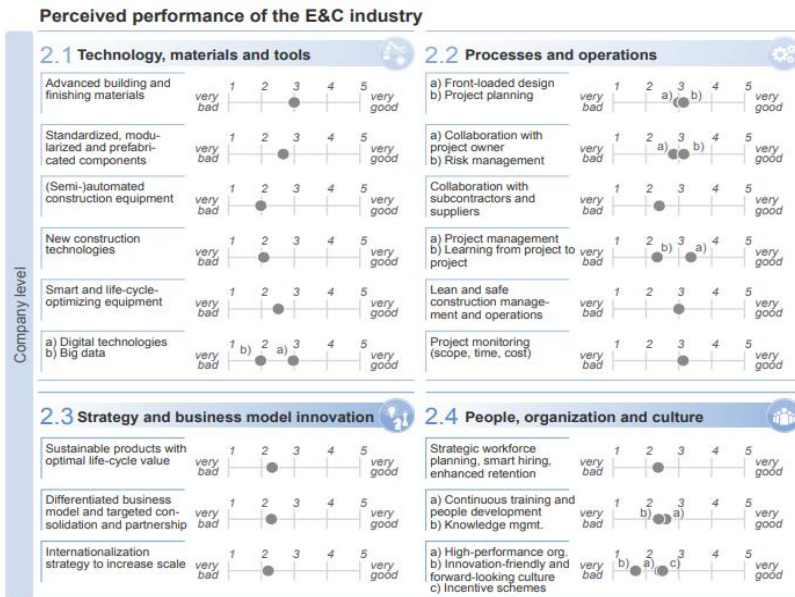 Perceived performance of the E&C industry
Company level
2.1 Technology, materials and tools
Advanced building and
finishing materials
very
bad
1 2 3 4 5
very
good
Standardized, modu-
larized and prefabri-
cated components
very
bad
1 2 3 4 5
very
good
(Semi-)automated
construction equipment
very
bad
1 2 3 4 5
very
good
New construction
technologies
very
bad
1 2 3 4 5
very
good
Smart and life-cycle-
optimizing equipment
very
bad
1 2 3 4 5
very
good
a) Digital technologies
b) Big data
very
bad
1 2 3 4 5
b) a)
very
good
2.2 Processes and operations
a) Front-loaded design
b) Project planning
very
bad
1 2 3 4 5
a) b)
very
good
a) Collaboration with
project owner
b) Risk management
very
bad
1 2 3 4 5
a) b)
very
good
Collaboration with
subcontractors and
suppliers
very
bad
1 2 3 4 5
very
good
a) Project management
b) Learning from project to
project
very
bad
1 2 3 4 5
b) a)
very
good
Lean and safe
construction manage-
ment and operations
very
bad
1 2 3 4 5
very
good
Project monitoring
(scope, time, cost)
very
bad
1 2 3 4 5
very
good
2.3 Strategy and business model innovation
Sustainable products with
optimal life-cycle value
very
bad
1 2 3 4 5
very
good
Differentiated business
model and targeted con-
solidation and partnership
very
bad
1 2 3 4 5
very
good
Internationalization
strategy to increase scale
very
bad
1 2 3 4 5
very
good
2.4 People, organization and culture
Strategic workforce
planning, smart hiring,
enhanced retention
very
bad
1 2 3 4 5
very
good
a) Continuous training and
people development
b) Knowledge mgmt.
very
bad
1 2 3 4 5
b) a)
very
good
a) High-performance org.
b) Innovation-friendly and
forward-looking culture
c) Incentive schemes
very
bad
1 2 3 4 5
b) a) c)
very
good